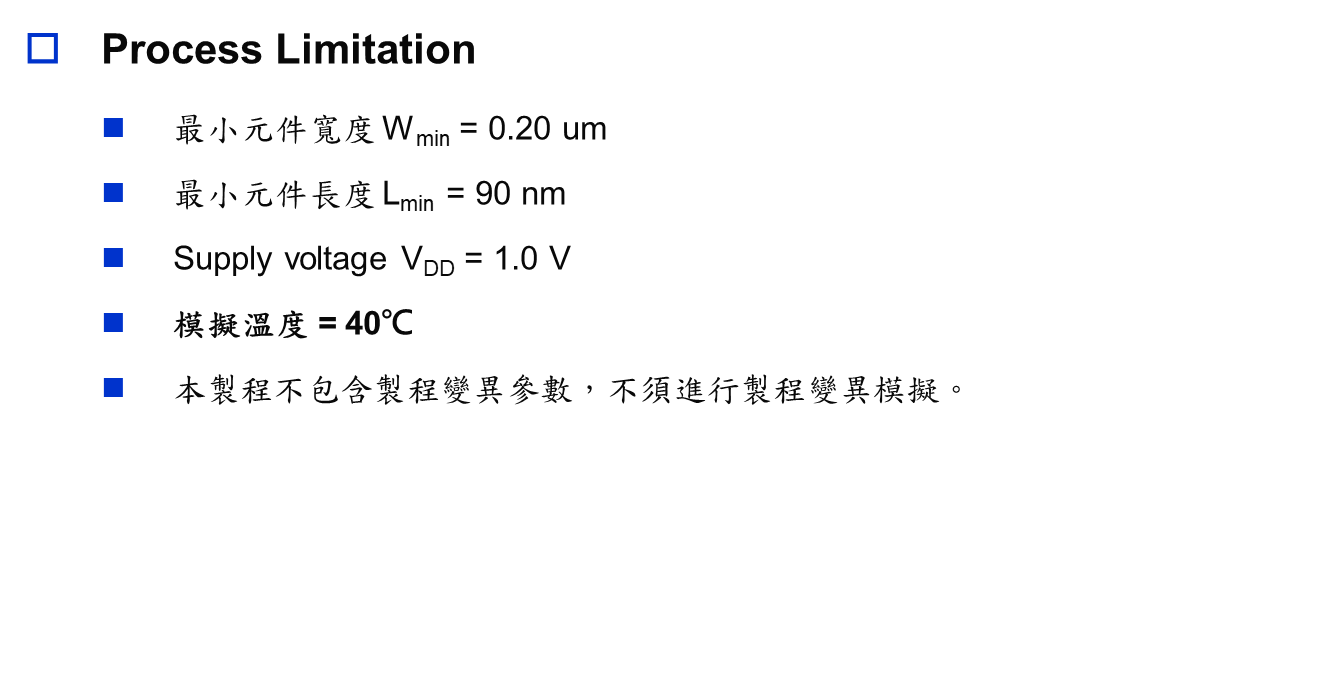 Process Limitation
最小元件寬度 Wmin = 0.20 um
最小元件長度 Lmin = 90 nm
Supply voltage VDD = 1.0 V
模擬溫度 = 40℃
本製程不包含製程變異參數，不須進行製程變異模擬。